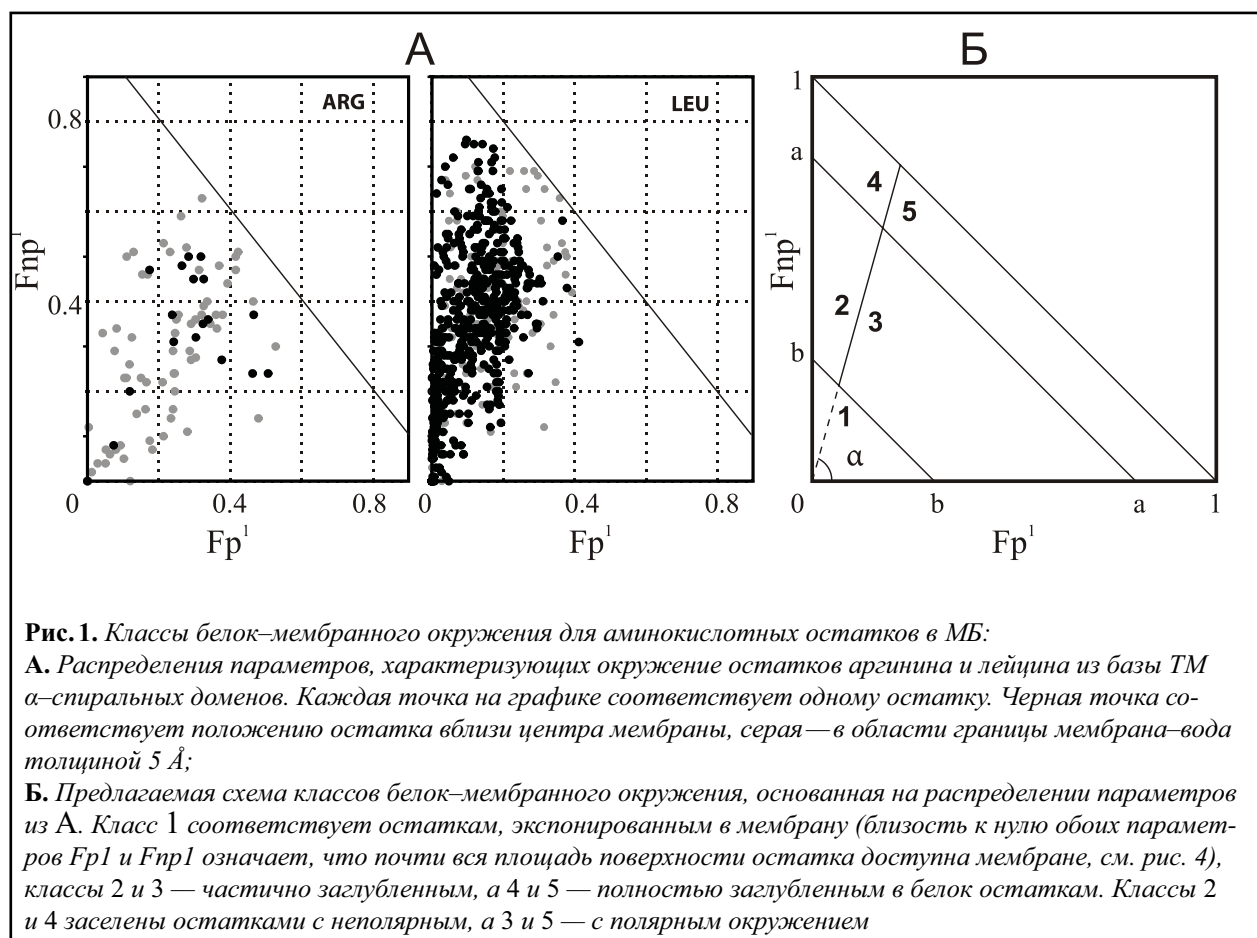 А
Б
ARG
LEU
0.8
0.4
Fnp¹
0
0.4
0.8
Fp¹
0
0.4
0.8
Fp¹
1
a
b
Fnp¹
4
5
2
3
1
α
0
b
a
1
Fp¹
Рис. 1. Классы белок–мембранного окружения для аминокислотных остатков в МБ:
А. Распределения параметров, характеризующих окружение остатков аргинина и лейцина из базы ТМ
α–спиральных доменов. Каждая точка на графике соответствует одному остатку. Черная точка со-
ответствует положению остатка вблизи центра мембраны, серая — в области границы мембрана–вода
толщиной 5 Å;
Б. Предлагаемая схема классов белок–мембранного окружения, основанная на распределении параметров
из А. Класс 1 соответствует остаткам, экспонированным в мембрану (близость к нулю обоих парамет-
ров Fp1 и Fnp1 означает, что почти вся площадь поверхности остатка доступна мембране, см. рис. 4),
классы 2 и 3 — частично заглубленным, а 4 и 5 — полностью заглубленным в белок остаткам. Классы 2
и 4 заселены остатками с неполярным, а 3 и 5 — с полярным окружением